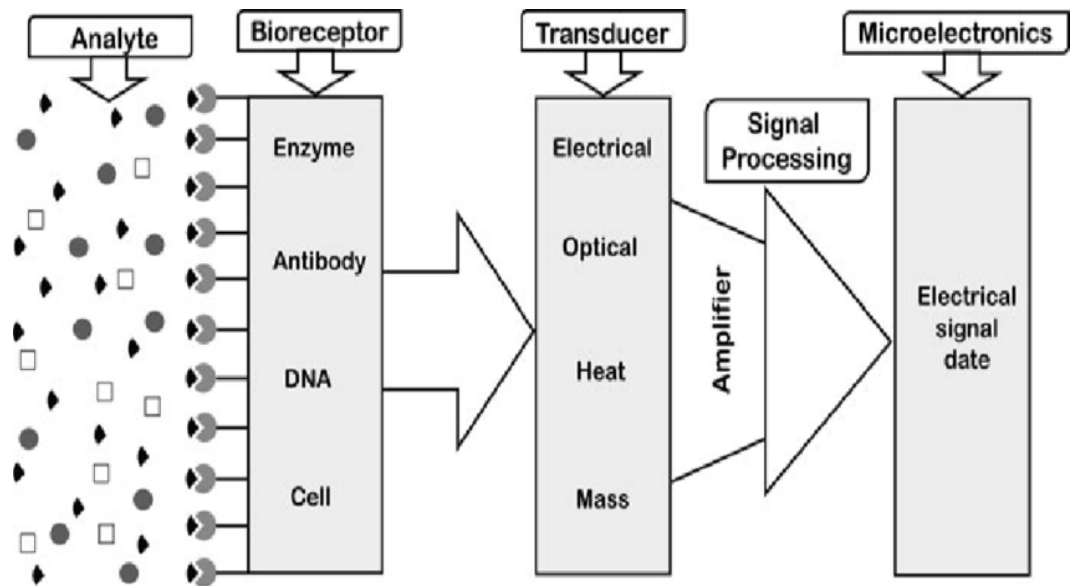 Analyte
Bioreceptor
Transducer
Microelectronics
Enzyme
Antibody
DNA
Cell
Electrical
Optical
Heat
Mass
Signal
Processing
Amplifier
Electrical
signal
date